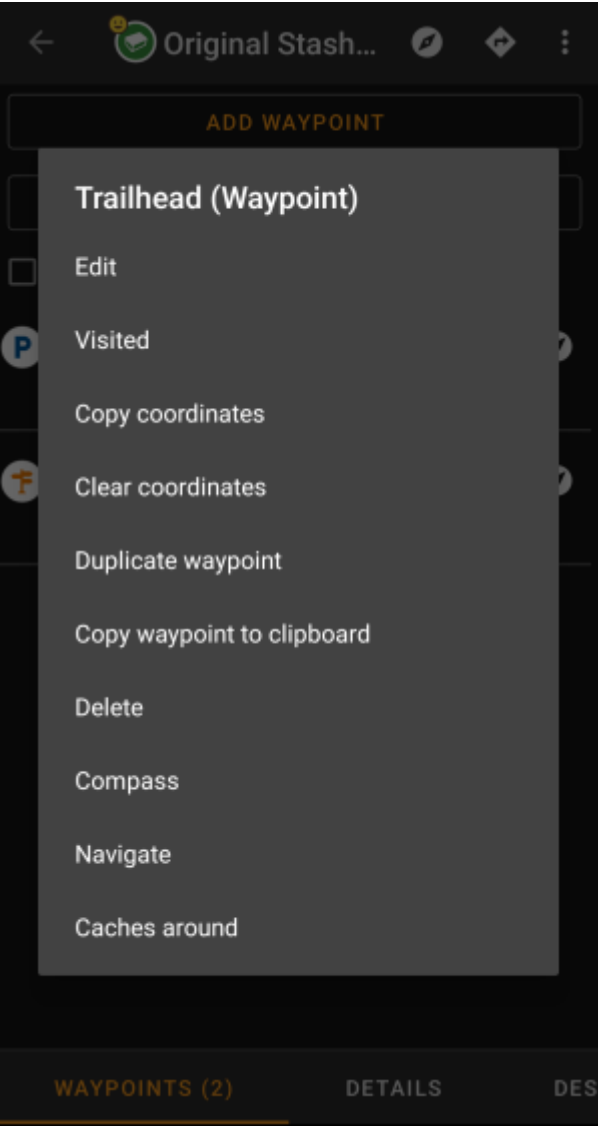 Original Stash...
ADD WAYPOINT
Trailhead (Waypoint)
Edit
Visited
P
Copy coordinates
Clear coordinates
Duplicate waypoint
Copy waypoint to clipboard
Delete
Compass
Navigate
Caches around
WAYPOINTS (2) DETAILS DES